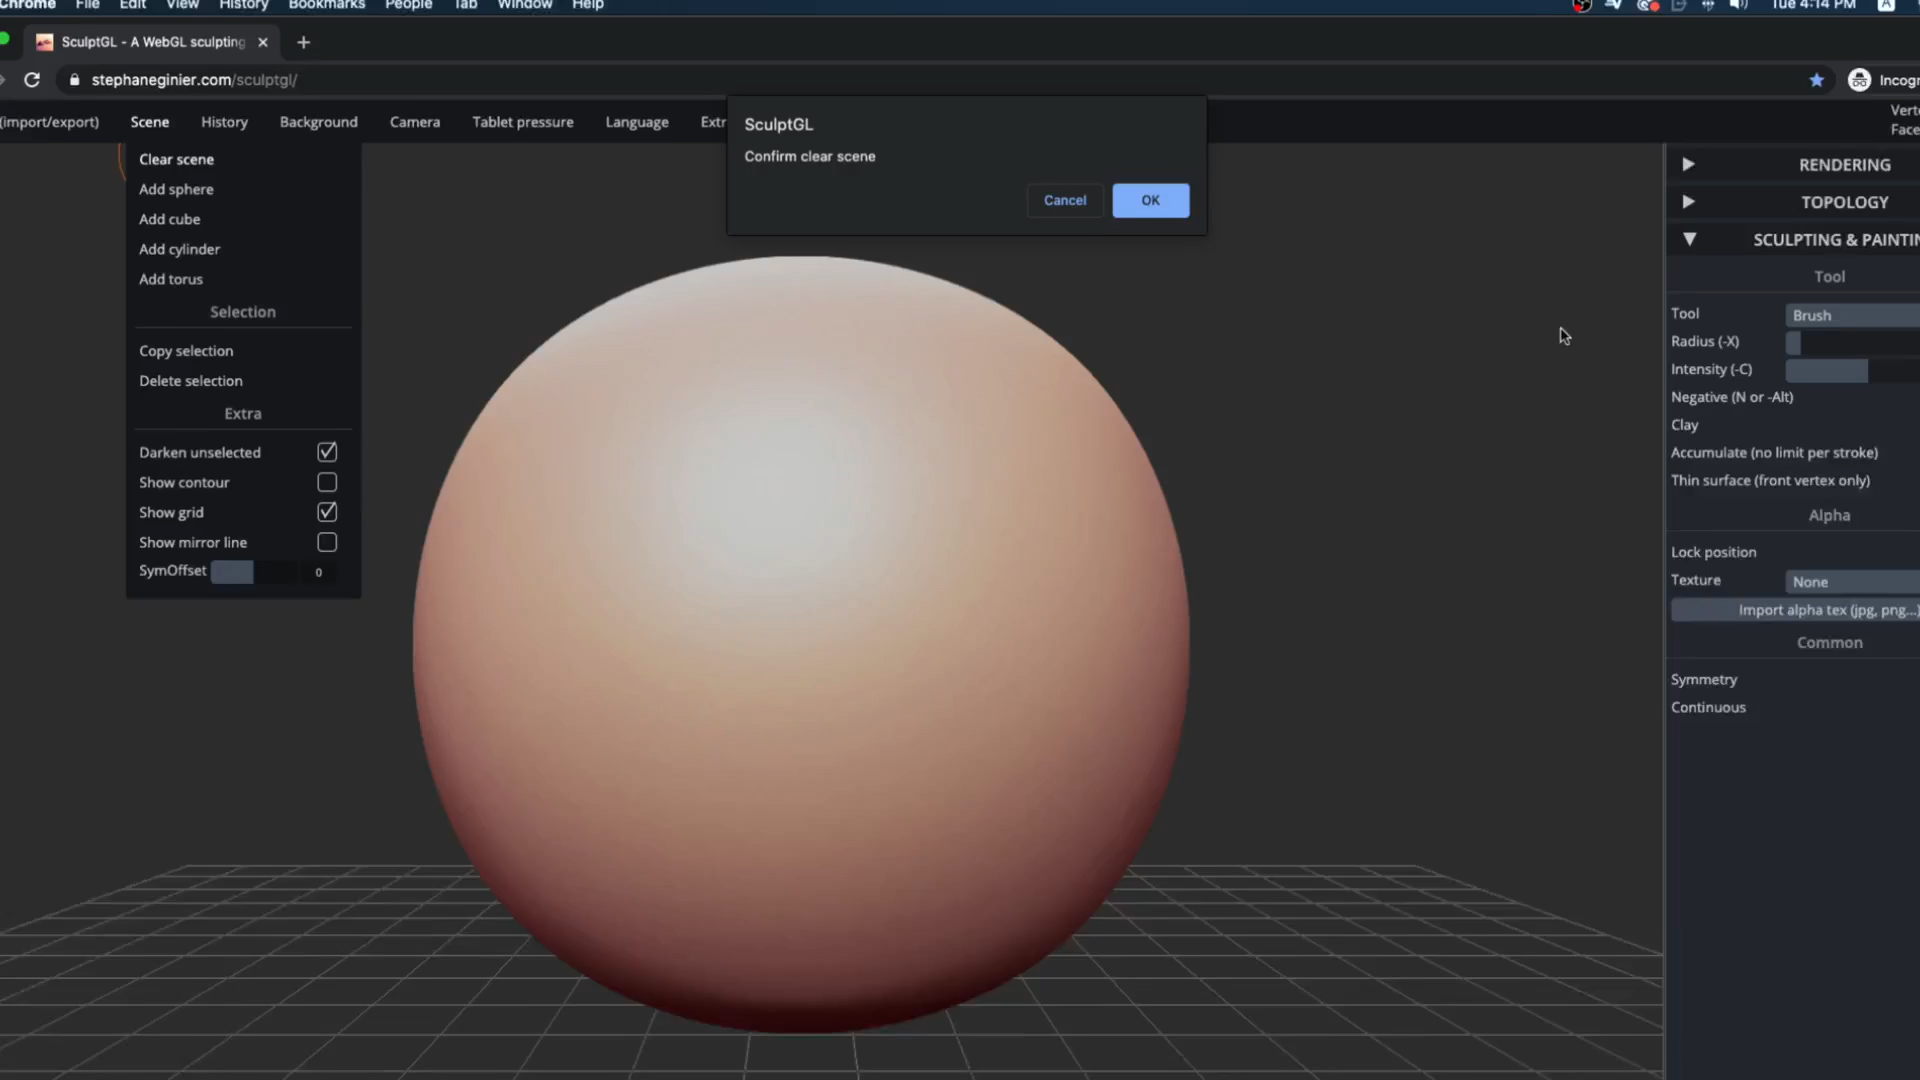 Chrome File Edit View History Bookmarks People Tab Window Help Tue 4:14 PM A
SculptGL - A WebGL sculpting
stephaneginier.com/sculptgl/
(import/export) Scene History Background Camera Tablet pressure Language
Clear scene
Add sphere
Add cube
Add cylinder
Add torus
Selection
Copy selection
Delete selection
Extra
Darken unselected
Show contour
Show grid
Show mirror line
SymOffset 0
SculptGL
Confirm clear scene
Cancel OK
RENDERING
TOPOLOGY
SCULPTING & PAINTIN
Tool
Tool Brush
Radius (-X)
Intensity (-C)
Negative (N or -Alt)
Clay
Accumulate (no limit per stroke)
Thin surface (front vertex only)
Alpha
Lock position
Texture None
Import alpha tex (jpg, png...)
Common
Symmetry
Continuous